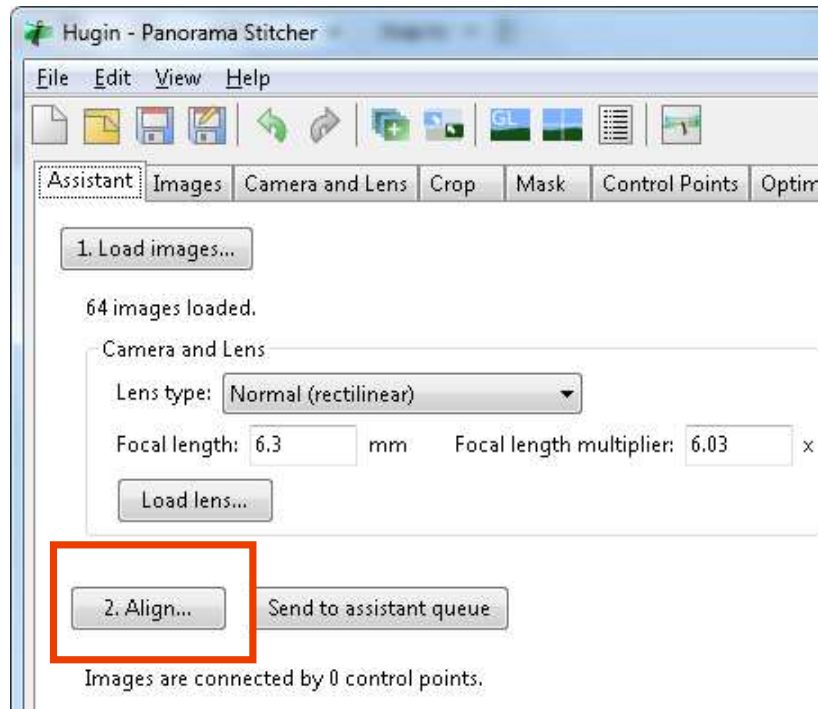 Hugin - Panorama Stitcher
File Edit View Help
GL
Assistant Images Camera and Lens Crop Mask Control Points Optim
1. Load images...
64 images loaded.
Camera and Lens
Lens type: Normal (rectilinear)
Focal length: 6.3 mm Focal length multiplier: 6.03 x
Load lens...
2. Align... Send to assistant queue
Images are connected by 0 control points.